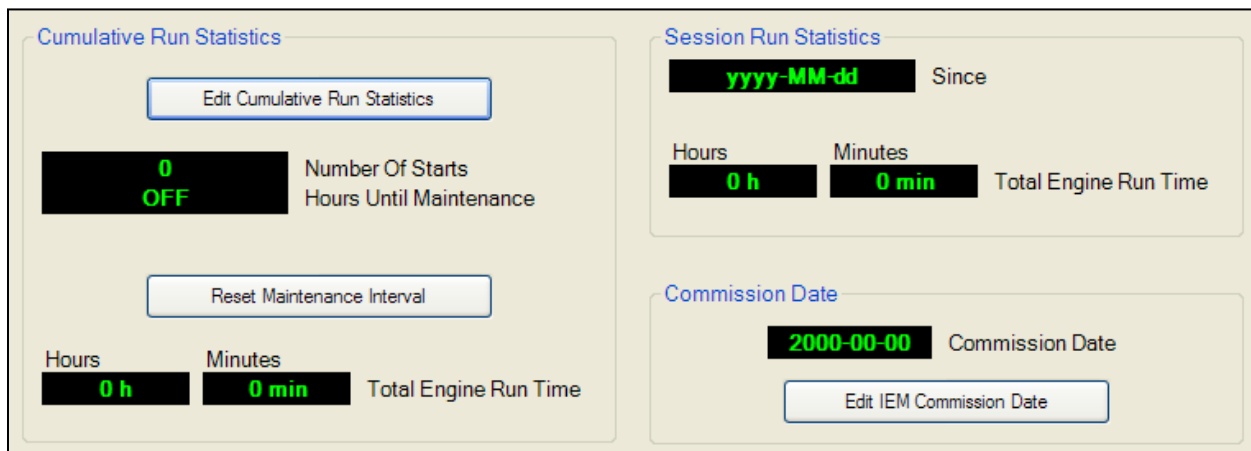 Cumulative Run Statistics
Edit Cumulative Run Statistics
0 Number Of Starts
OFF Hours Until Maintenance
Reset Maintenance Interval
Hours Minutes
0 h 0 min Total Engine Run Time
Session Run Statistics
yyyy-MM-dd Since
Hours Minutes
0 h 0 min Total Engine Run Time
Commission Date
2000-00-00 Commission Date
Edit IEM Commission Date